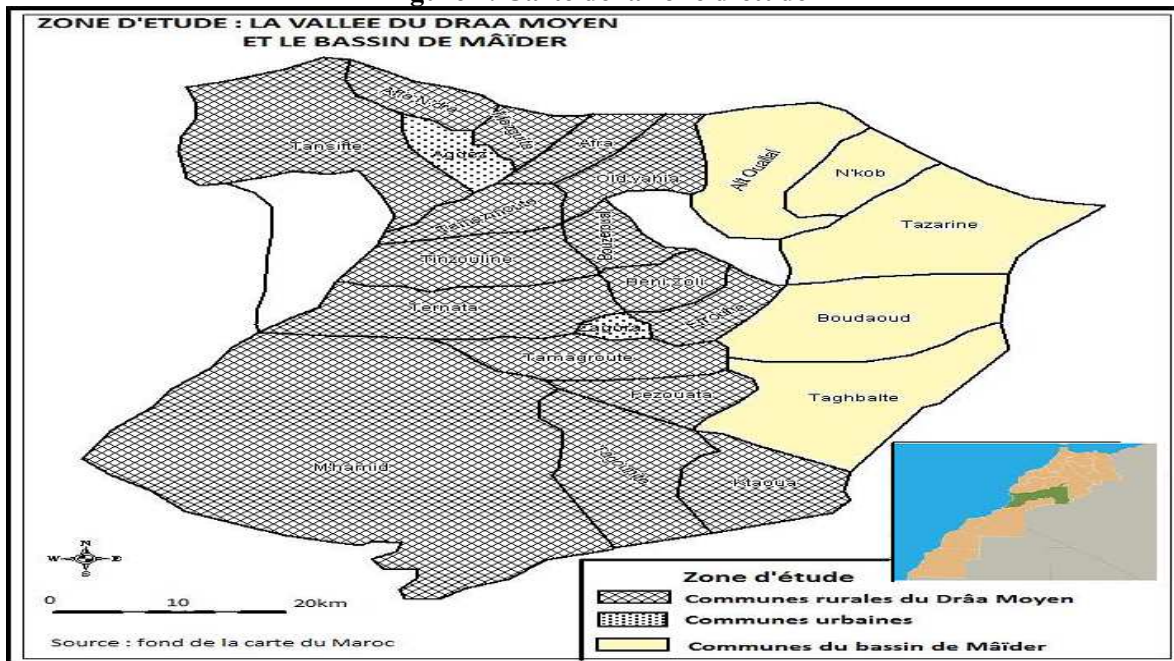 ZONE D'ETUDE : LA VALLEE DU DRAA MOYEN
ET LE BASSIN DE MÂÏDER
Afra
Tansifte
Agdez
Old yahia
Ait Ouallal
N'kob
Tazarine
Tinzouline
Bouzeroual
Beni Zoli
Ternata
Errouha
Boudaoud
Tamagroute
Fezouata
Taghbalte
M'hamid
Ktaoua
N
W
E
S
0
10
20km
Source : fond de la carte du Maroc
Zone d'étude
Communes rurales du Drâa Moyen
Communes urbaines
Communes du bassin de Mâïder